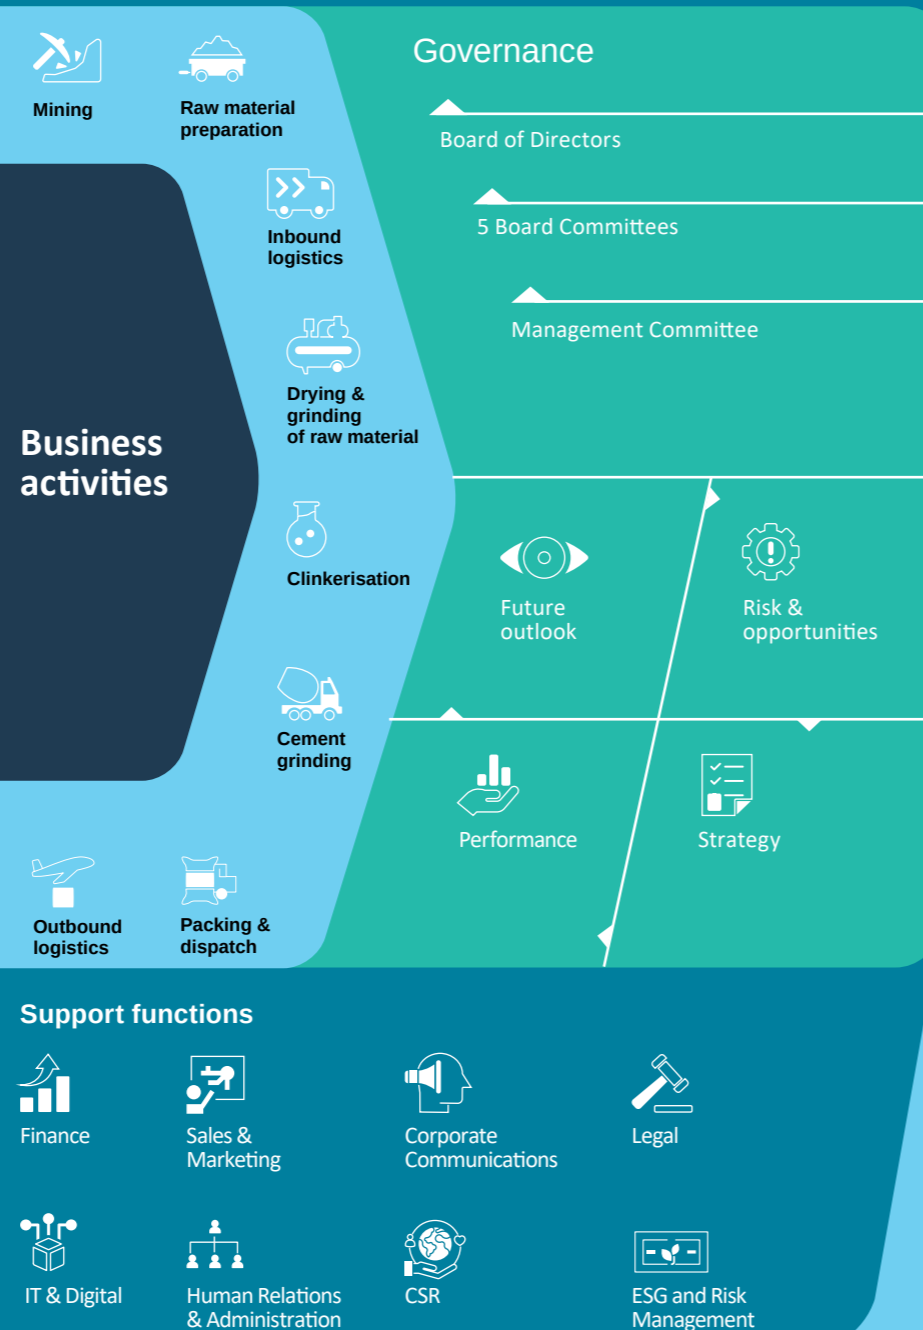 Mining
Raw material
preparation
Inbound
logistics
Drying &
grinding
of raw material
Business
activities
Clinkerisation
Cement
grinding
Outbound
logistics
Packing &
dispatch
Governance
Board of Directors
5 Board Committees
Management Committee
Future
outlook
Risk &
opportunities
Performance
Strategy
Support functions
Finance
Sales &
Marketing
Corporate
Communications
Legal
IT & Digital
Human Relations
& Administration
CSR
ESG and Risk
Management